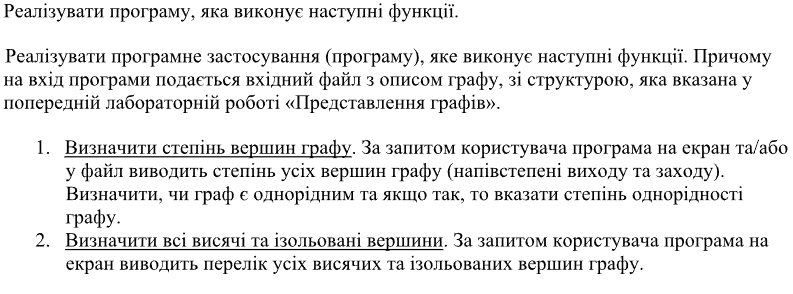 Реалізувати програму, яка виконує наступні функції.
Реалізувати програмне застосування (програму), яке виконує наступні функції. Причому
на вхід програми подається вхідний файл з описом графу, зі структурою, яка вказана у
попередній лабораторній роботі «Представлення графів».
1. Визначити степінь вершин графу. За запитом користувача програма на екран та/або
у файл виводить степінь усіх вершин графу (напівстепені виходу та заходу).
Визначити, чи граф є однорідним та якщо так, то вказати степінь однорідності
графу.
2. Визначити всі висячі та ізольовані вершини. За запитом користувача програма на
екран виводить перелік усіх висячих та ізольованих вершин графу.